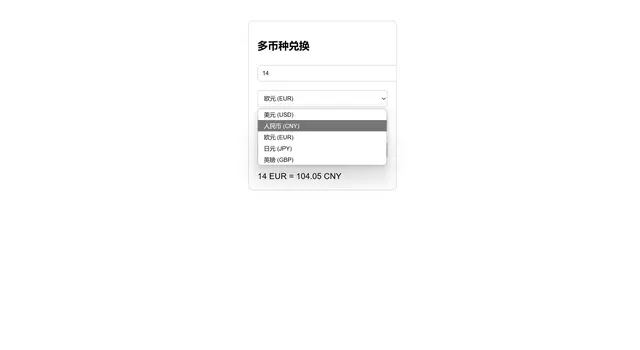 多币种兑换
14
欧元 (EUR)
美元 (USD)
人民币 (CNY)
欧元 (EUR)
日元 (JPY)
英镑 (GBP)
14 EUR = 104.05 CNY